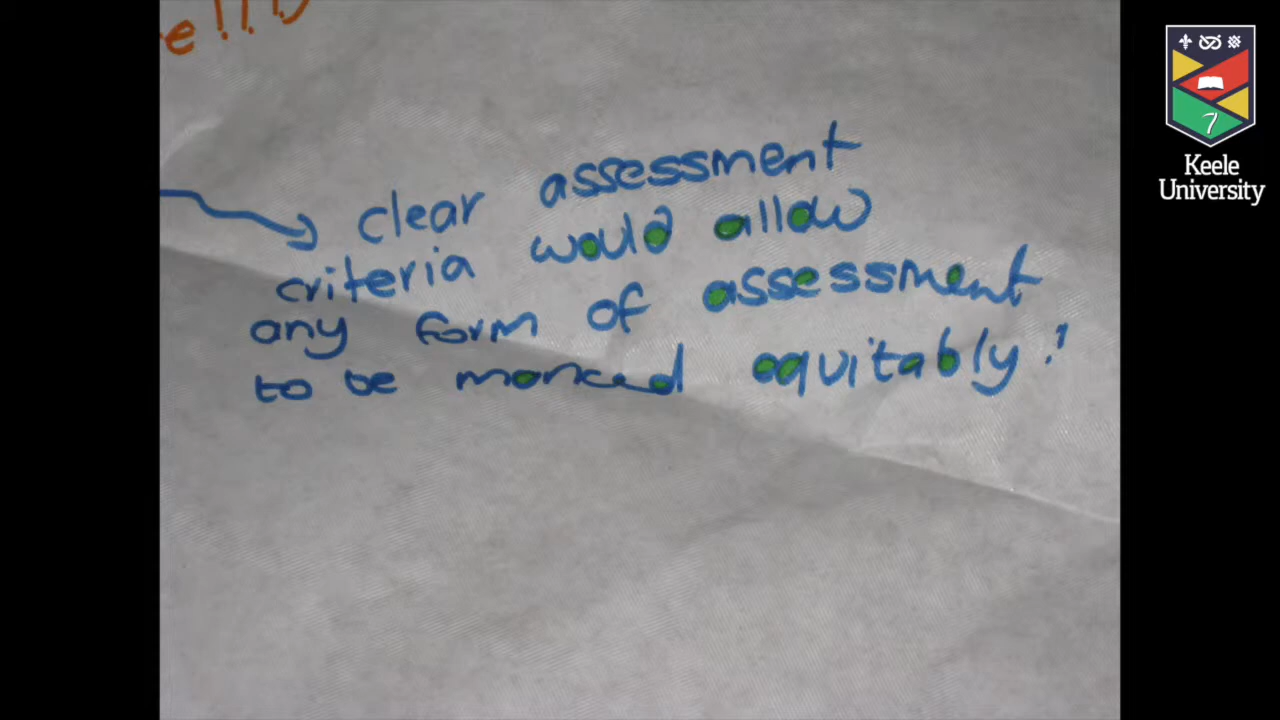 e!!!
→ clear assessment
criteria would allow
any form of assessment
to be marked equitably!
Keele
University